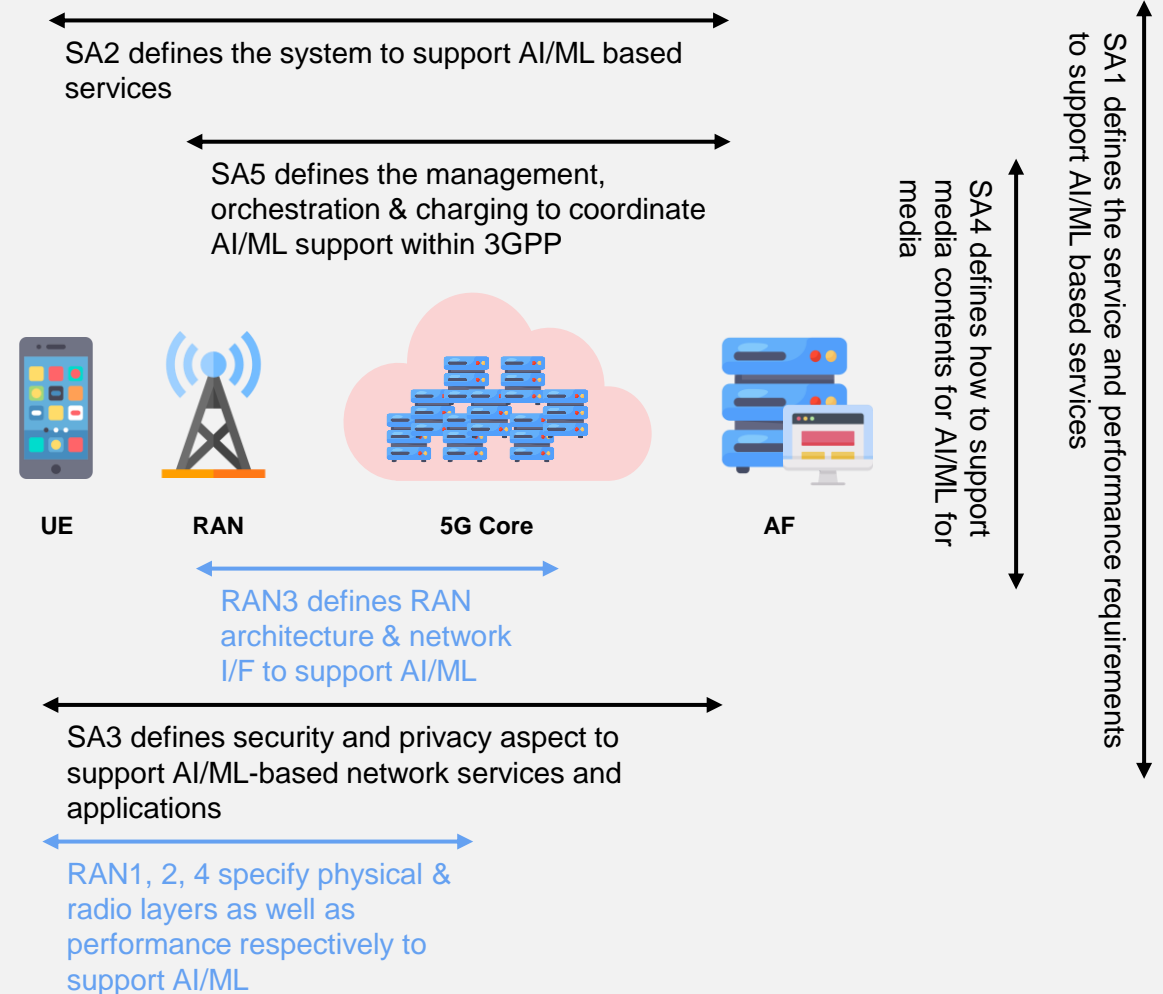 SA2 defines the system to support AI/ML based
services
SA5 defines the management,
orchestration & charging to coordinate
AI/ML support within 3GPP
SA4 defines how to support
media contents for AI/ML for
media
SA1 defines the service and performance requirements
to support AI/ML based services
UE
RAN
5G Core
AF
RAN3 defines RAN
architecture & network
I/F to support AI/ML
SA3 defines security and privacy aspect to
support AI/ML-based network services and
applications
RAN1, 2, 4 specify physical &
radio layers as well as
performance respectively to
support AI/ML